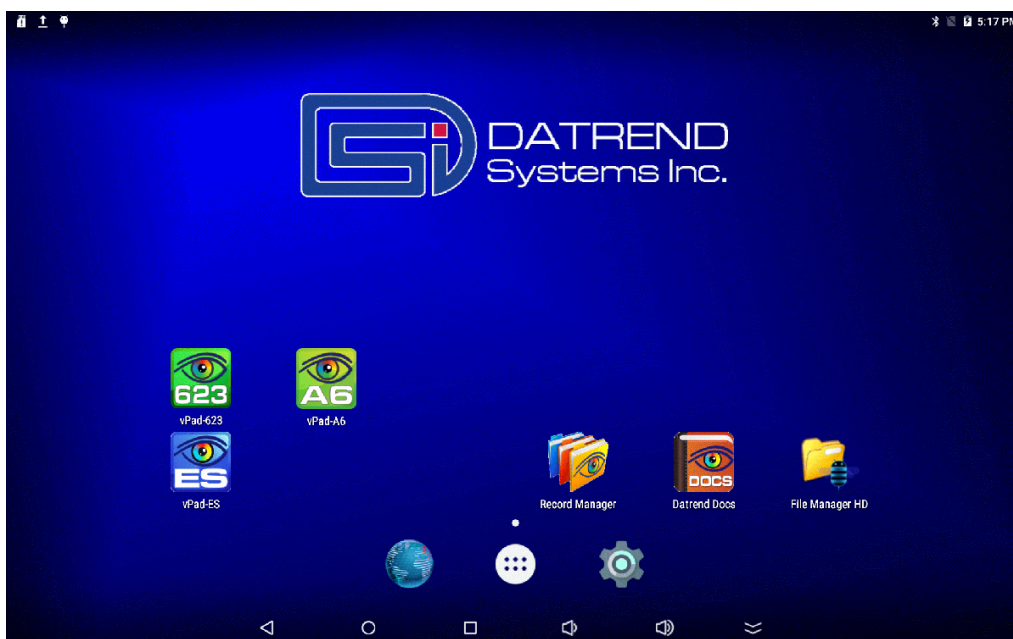 5:17 PM
DATREND
Systems Inc.
623
A6
vPad-623
vPad-A6
ES
DOCS
vPad-ES
Record Manager
Datrend Docs
File Manager HD